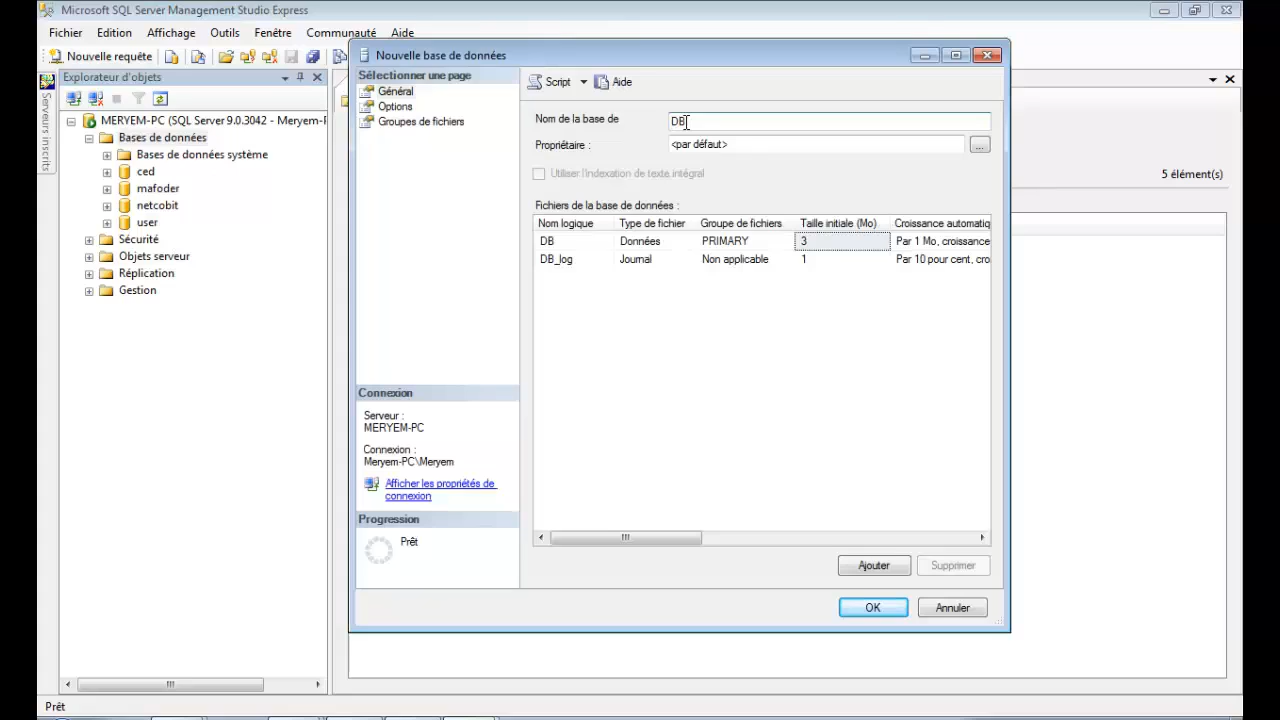 Microsoft SQL Server Management Studio Express
Fichier Edition Affichage Outils Fenêtre Communauté Aide
Nouvelle requête
Explorateur d'objets
Serveurs inscrits
MERYEM-PC (SQL Server 9.0.3042 - Meryem-F
Bases de données
Bases de données système
ced
mafoder
netcobit
user
Sécurité
Objets serveur
Réplication
Gestion
5 élément(s)
Nouvelle base de données
Sélectionner une page
Général
Options
Groupes de fichiers
Script Aide
Nom de la base de DB
Propriétaire : <par défaut> ...
Utiliser l'indexation de texte intégral
Fichiers de la base de données :
Nom logique Type de fichier Groupe de fichiers Taille initiale (Mo) Croissance automatiq
DB Données PRIMARY 3 Par 1 Mo, croissance
DB_log Journal Non applicable 1 Par 10 pour cent, cro
Connexion
Serveur :
MERYEM-PC
Connexion :
Meryem-PC\Meryem
Afficher les propriétés de
connexion
Progression
Prêt
Ajouter Supprimer
OK Annuler
Prêt